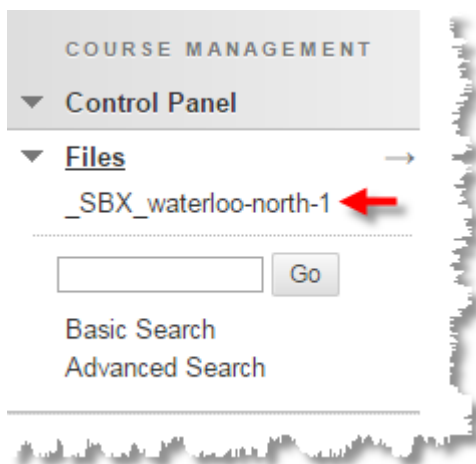 COURSE MANAGEMENT
Control Panel
Files
_SBX_waterloo-north-1
Go
Basic Search
Advanced Search